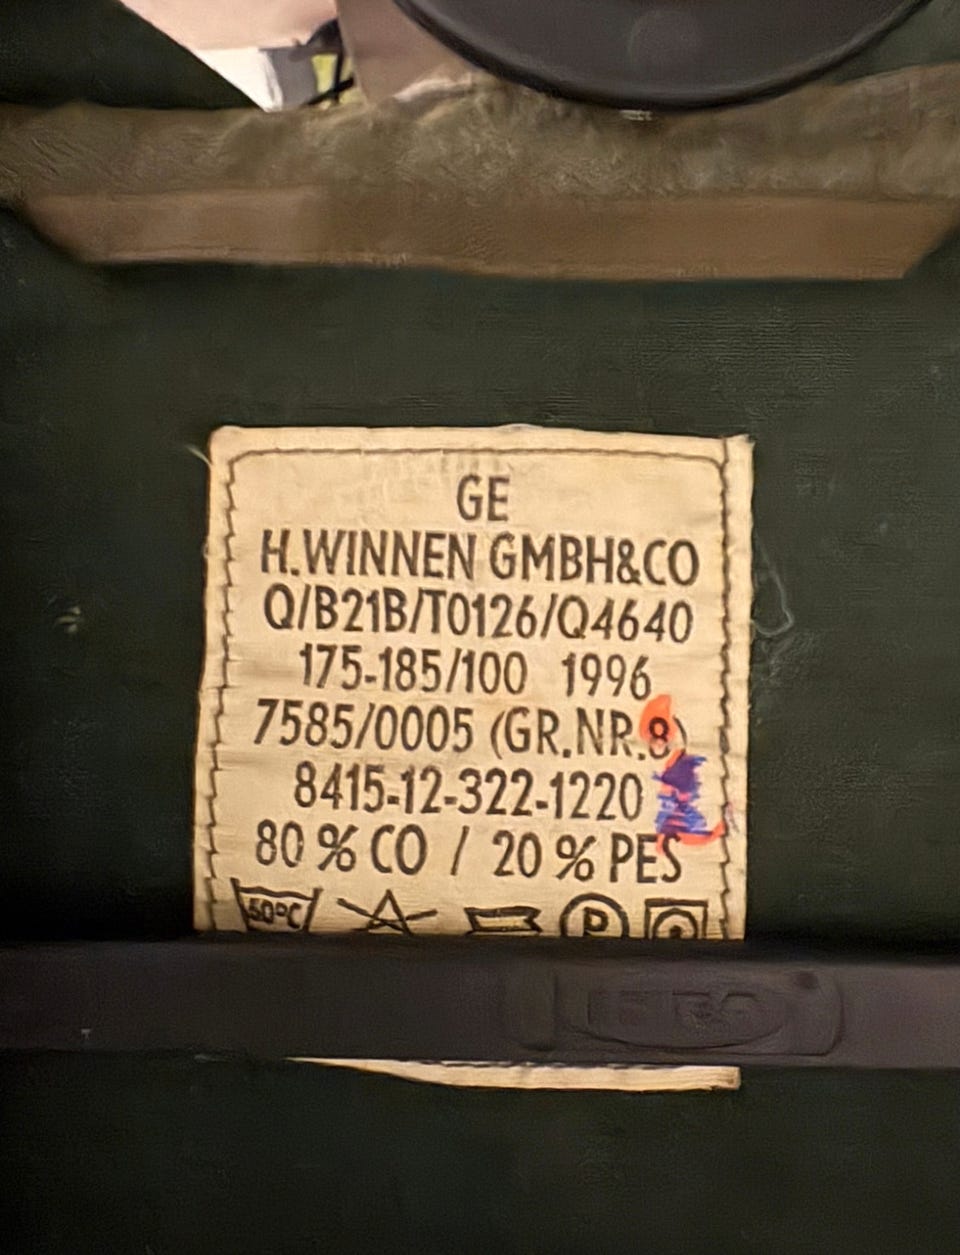 GE
H.WINNEN GMBH&CO
Q/B21B/T0126/Q4640
175-185/100 1996
7585/0005 (GR.NR.8)
8415-12-322-1220
80 % CO / 20 % PES
60°C P